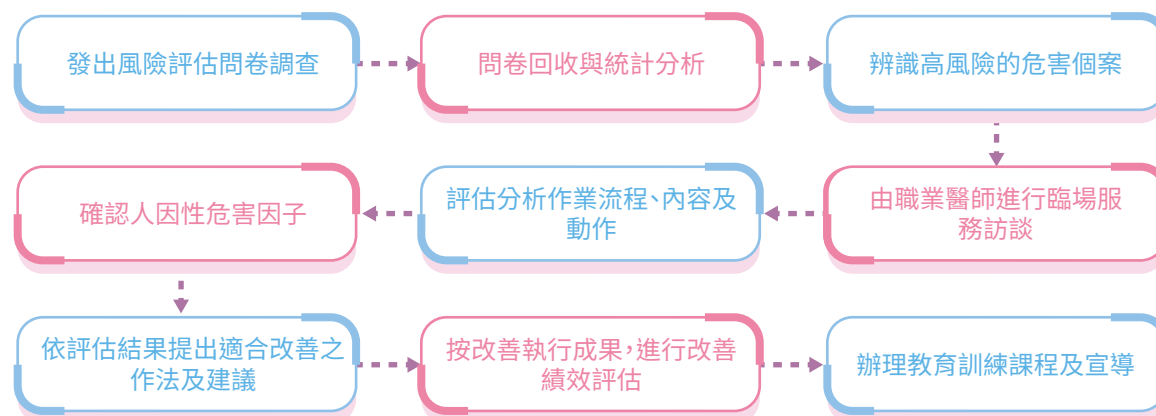 發出風險評估問卷調查
問卷回收與統計分析
辨識高風險的危害個案
由職業醫師進行臨場服
務訪談
評估分析作業流程、內容及
動作
確認人因性危害因子
依評估結果提出適合改善之
作法及建議
按改善執行成果，進行改善
績效評估
辦理教育訓練課程及宣導